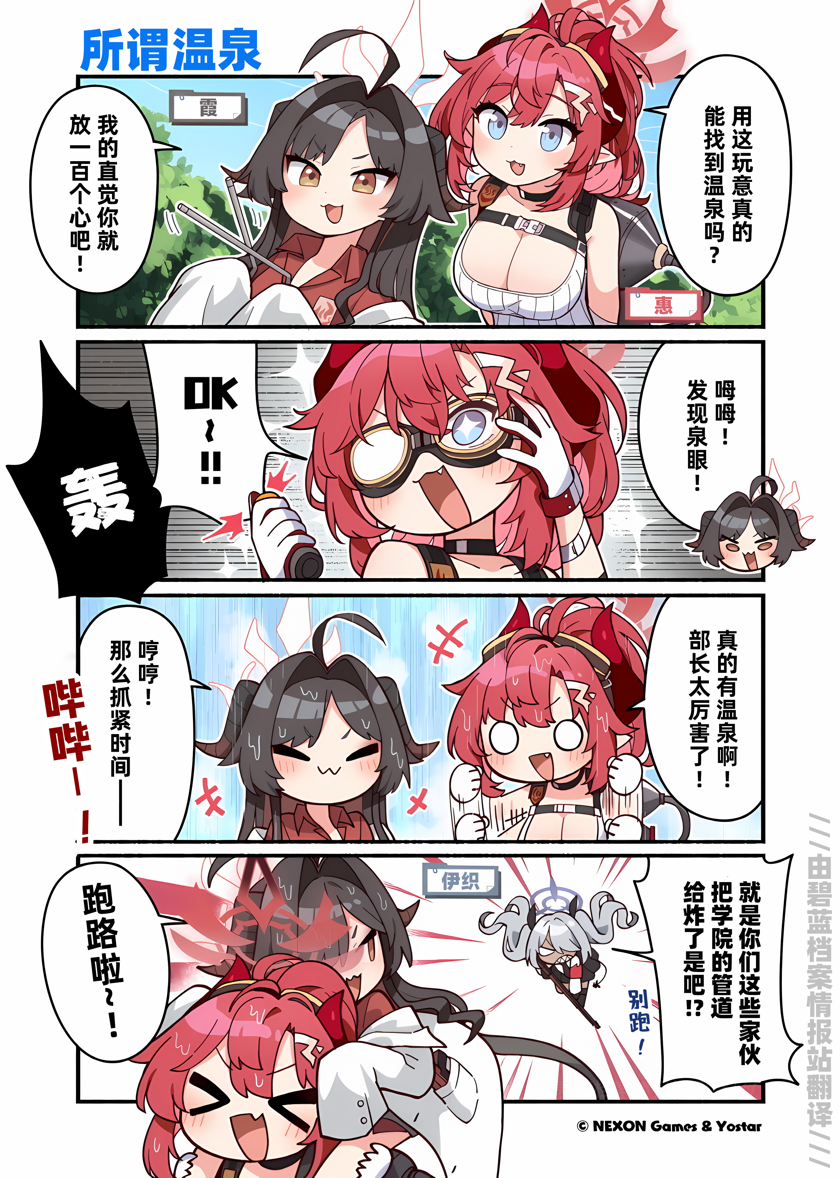 所谓温泉
霞
用这玩意真的
能找到温泉吗？
我的直觉你就
放一百个心吧！
惠
呣呣！
发现泉眼！
OK
～!!
轰
真的有温泉啊！
部长太厉害了！
哼哼！
那么抓紧时间——
哔哔—！
伊织
就是你们这些家伙
把学院的管道
给炸了是吧!?
别跑！
跑路啦～！
© NEXON Games & Yostar
///由碧蓝档案情报站翻译///